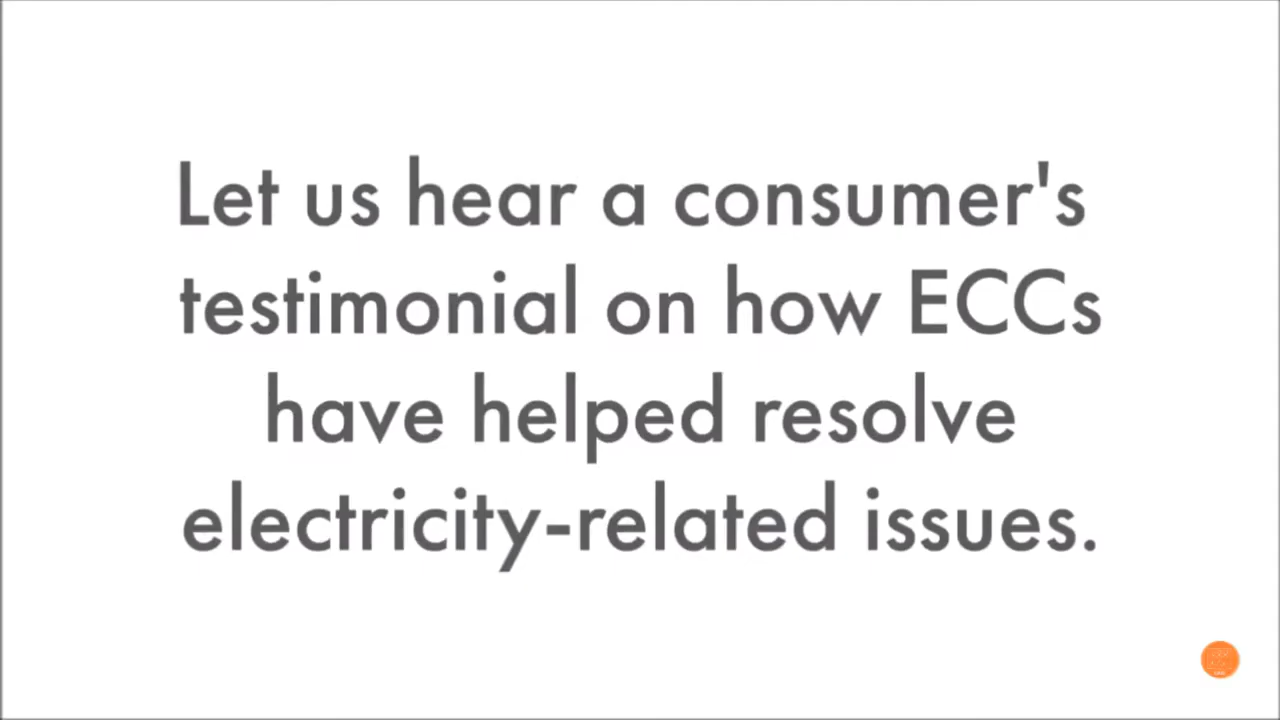 Let us hear a consumer's
testimonial on how ECCs
have helped resolve
electricity-related issues.